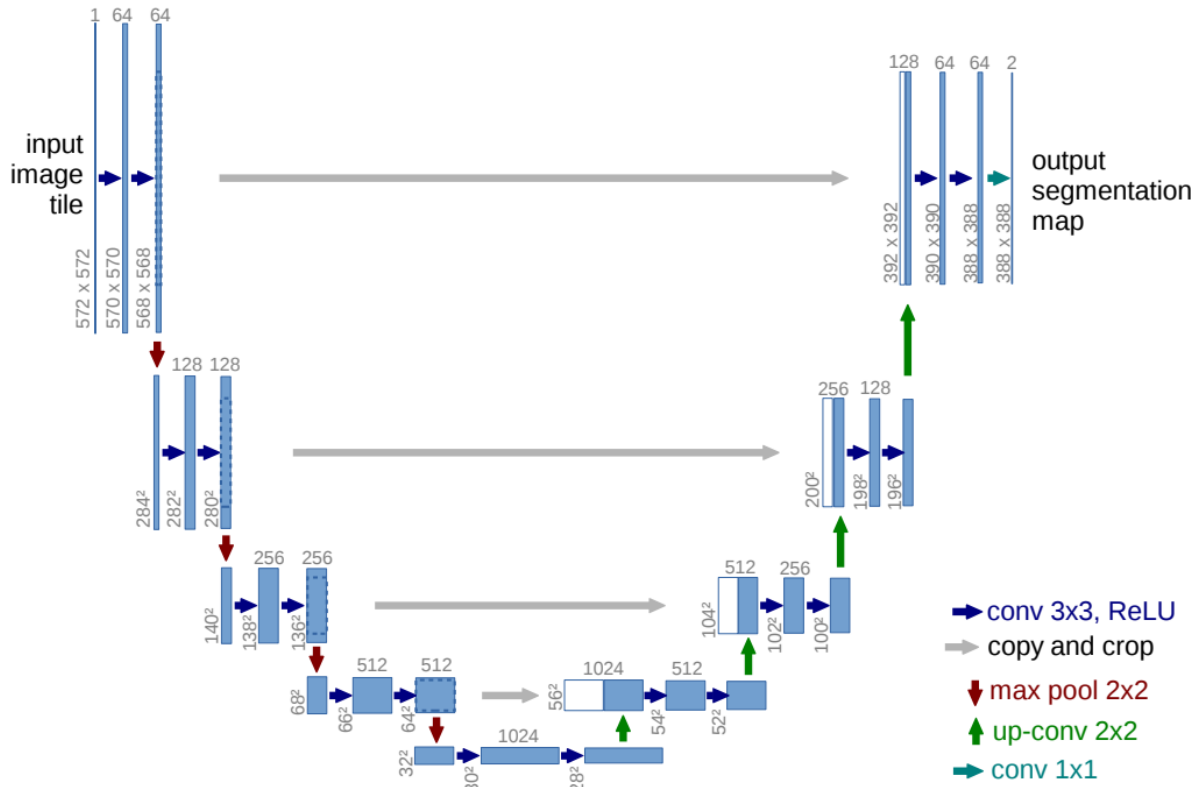 1 64 64
128 64 64 2
input
image
tile
output
segmentation
map
572 x 572
570 x 570
568 x 568
392 x 392
390 x 390
388 x 388
388 x 388
128 128
256 128
284²
282²
280²
200²
198²
196²
256 256
512 256
140²
138²
136²
104²
102²
100²
512 512
1024 512
68²
66²
64²
56²
54²
52²
1024
32²
30²
28²
conv 3x3, ReLU
copy and crop
max pool 2x2
up-conv 2x2
conv 1x1